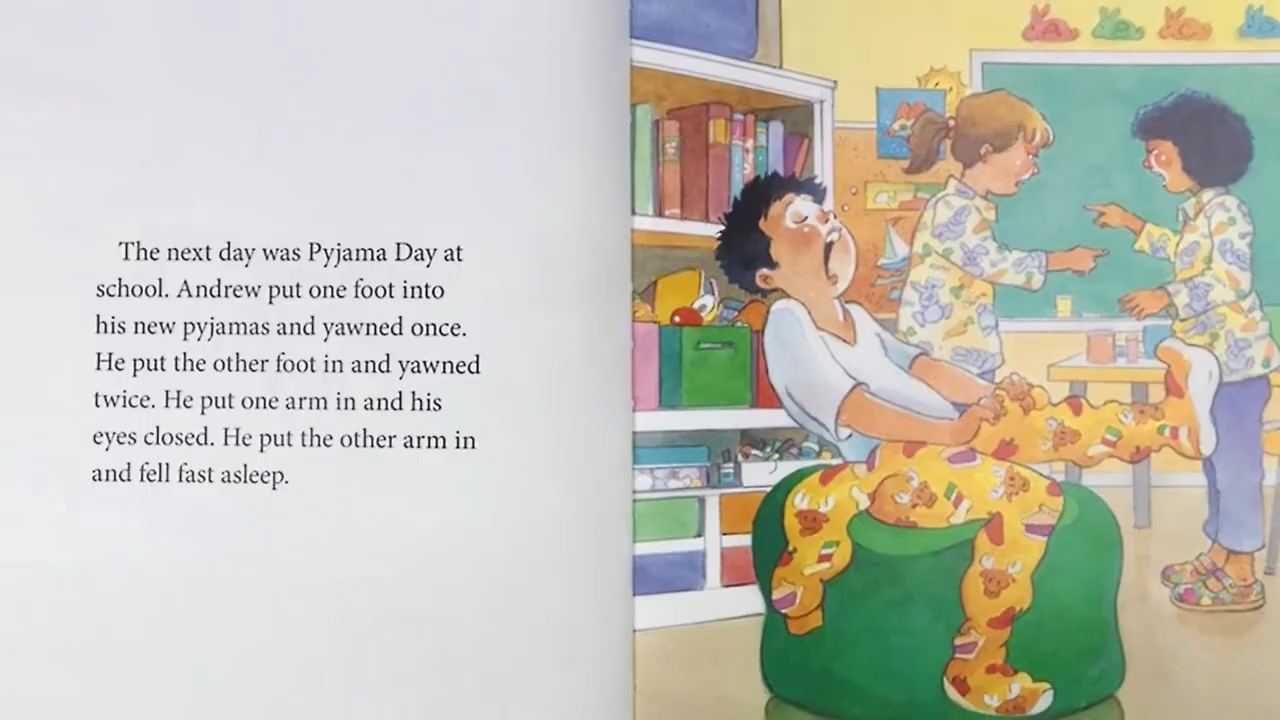 A B C D
The next day was Pyjama Day at
school. Andrew put one foot into
his new pyjamas and yawned once.
He put the other foot in and yawned
twice. He put one arm in and his
eyes closed. He put the other arm in
and fell fast asleep.